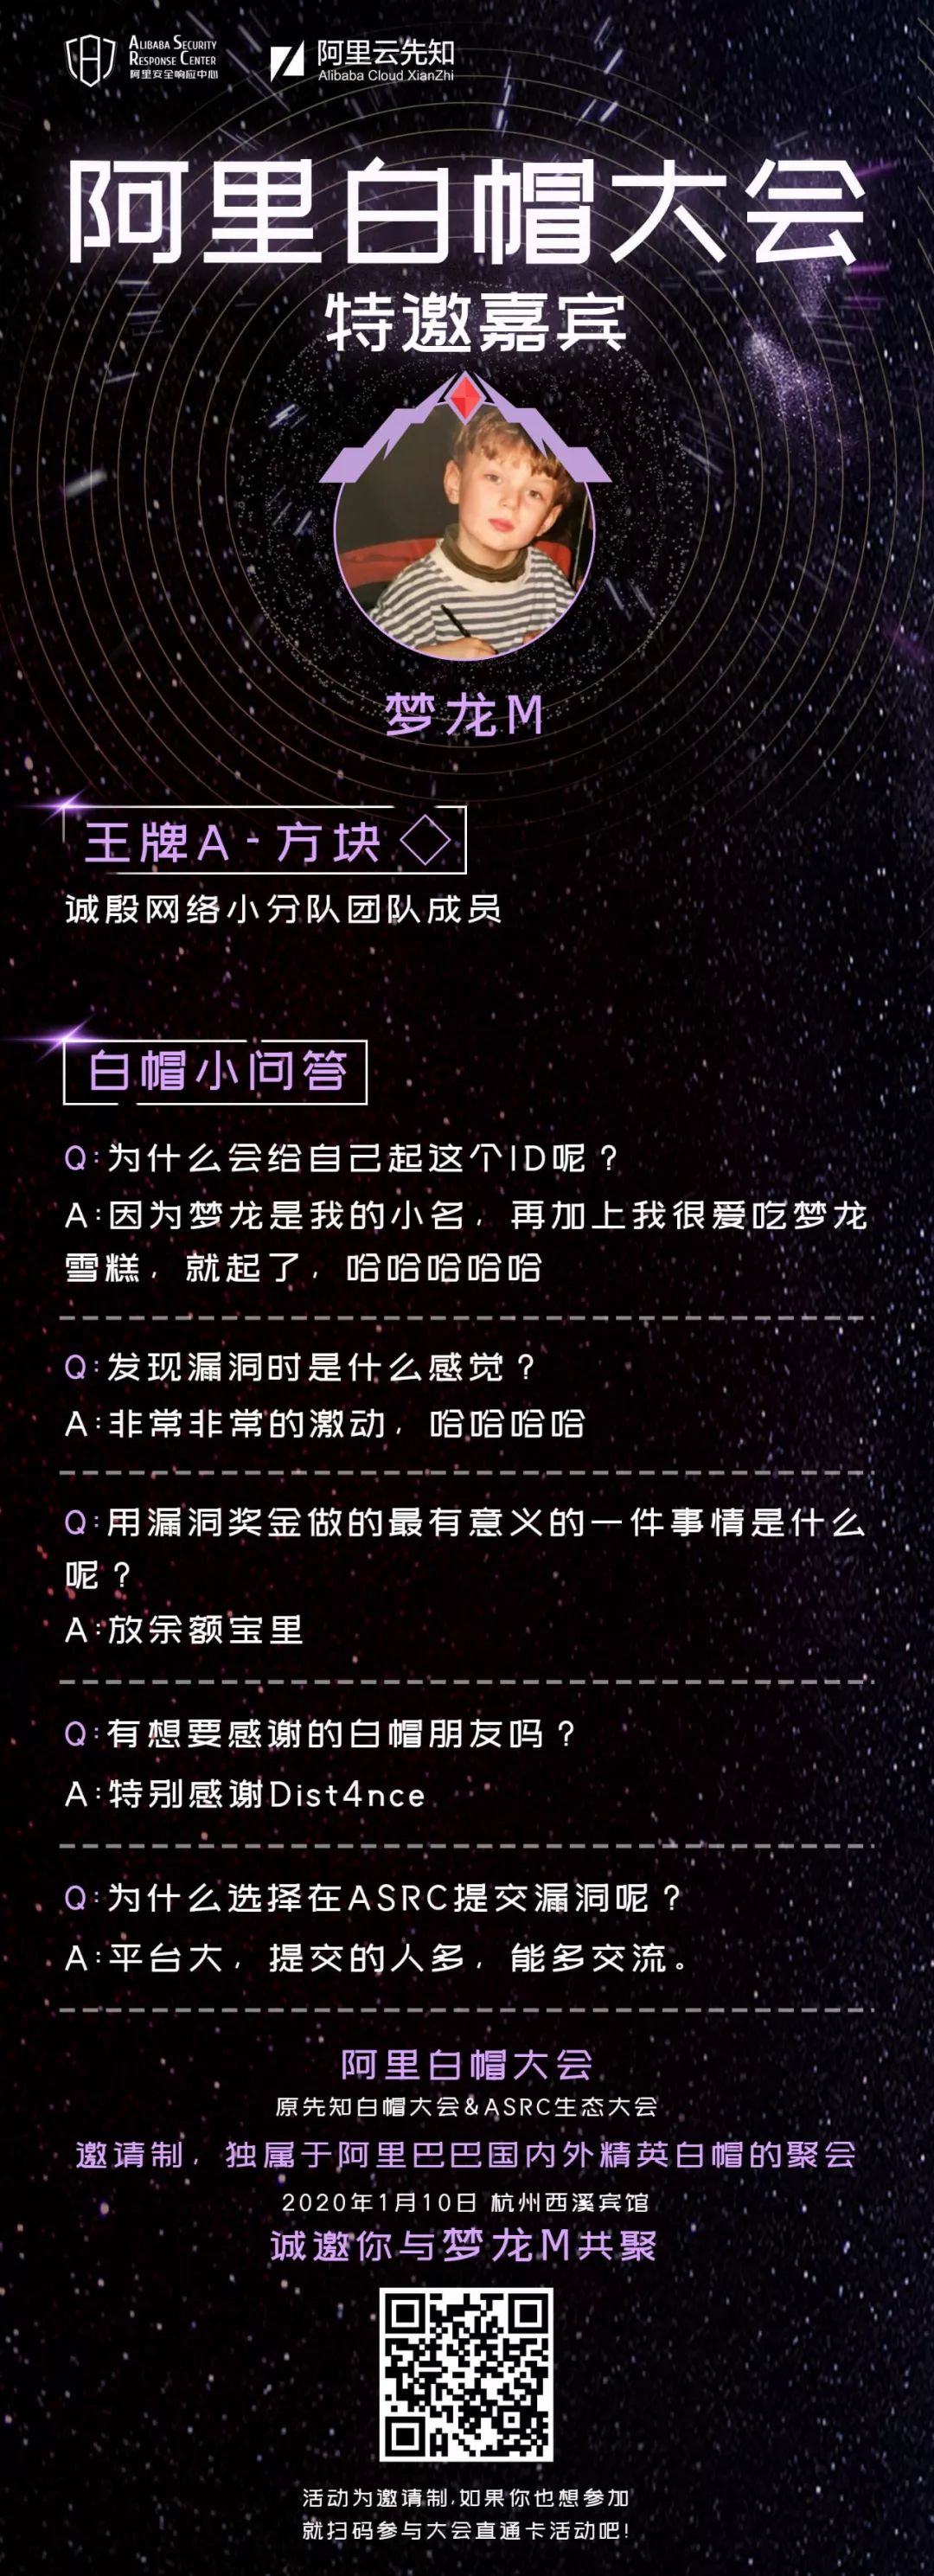 ALIBABA SECURITY
RESPONSE CENTER
阿里安全响应中心
阿里云先知
Alibaba Cloud XianZhi
阿里白帽大会
特邀嘉宾
梦龙M
王牌A-方块
诚殷网络小分队团队成员
白帽小问答
Q:为什么会给自己起这个ID呢？
A:因为梦龙是我的小名，再加上我很爱吃梦龙
雪糕，就起了，哈哈哈哈哈
Q:发现漏洞时是什么感觉？
A:非常非常的激动，哈哈哈哈
Q:用漏洞奖金做的最有意义的一件事情是什么
呢？
A:放余额宝里
Q:有想要感谢的白帽朋友吗？
A:特别感谢Dist4nce
Q:为什么选择在ASRC提交漏洞呢？
A:平台大，提交的人多，能多交流。
阿里白帽大会
原先知白帽大会&ASRC生态大会
邀请制，独属于阿里巴巴国内外精英白帽的聚会
2020年1月10日 杭州西溪宾馆
诚邀你与梦龙M共聚
活动为邀请制,如果你也想参加
就扫码参与大会直通卡活动吧!